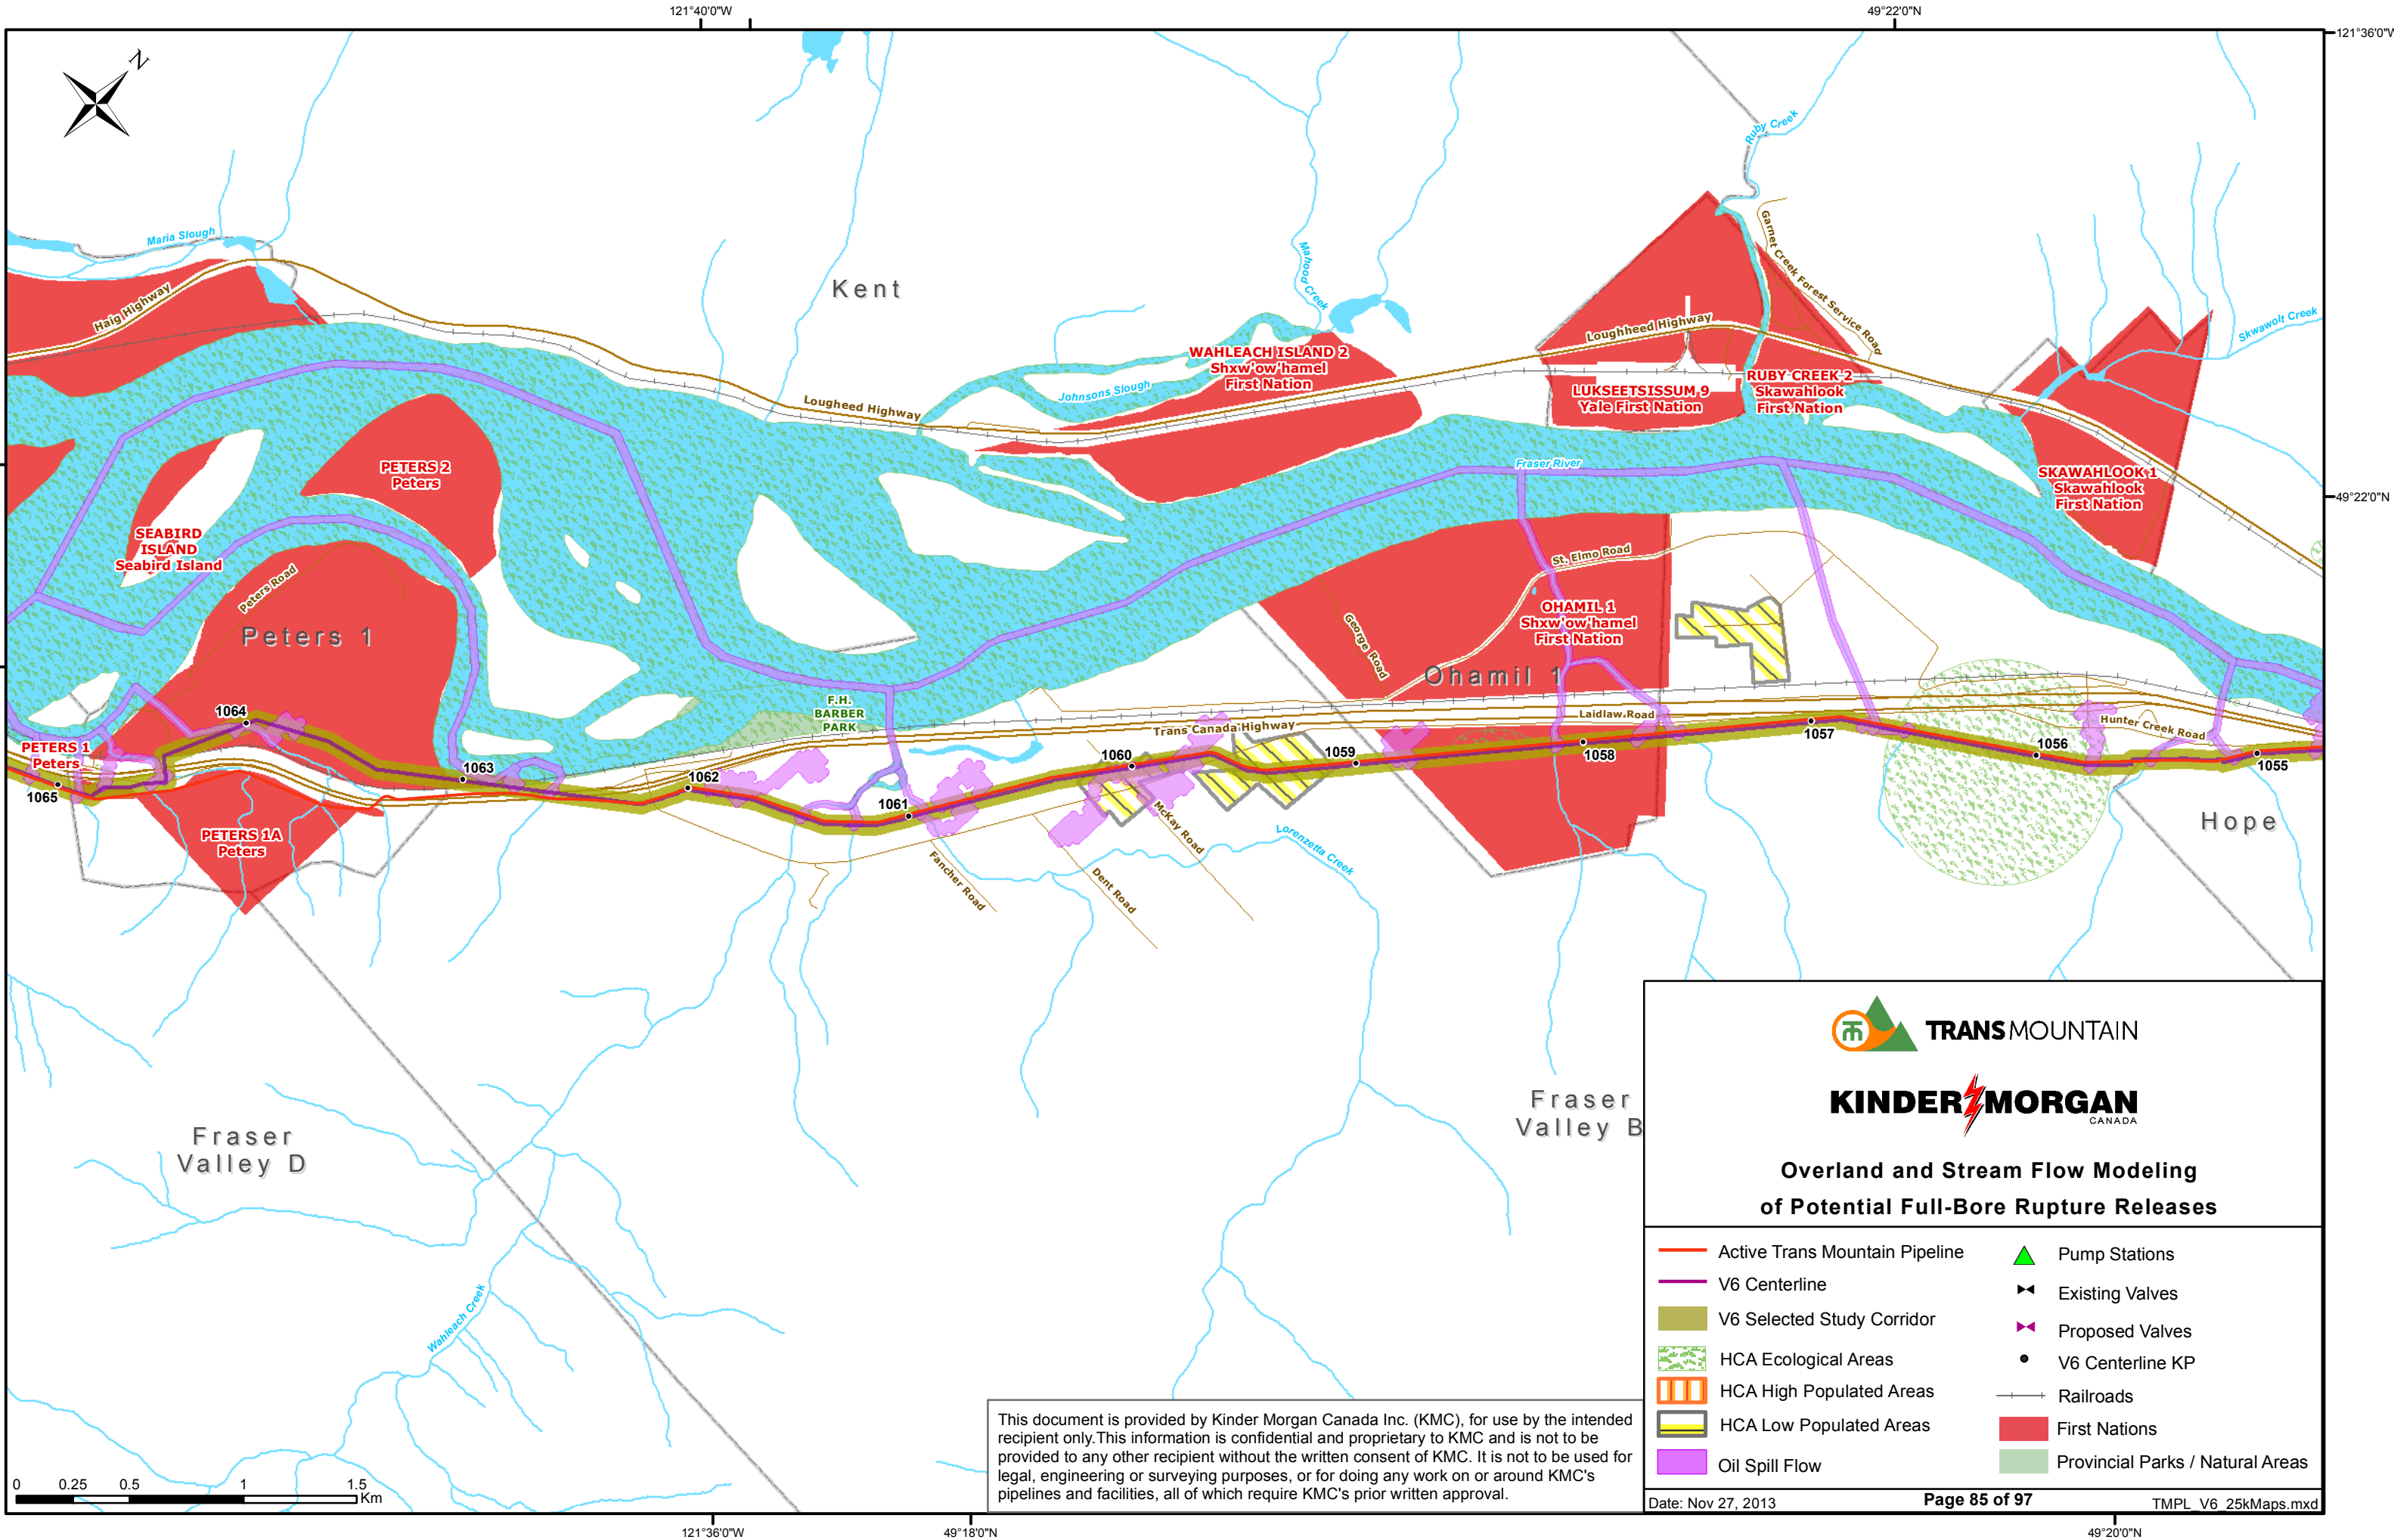 121°40'0"W
49°22'0"N
121°36'0"W
N
Ruby Creek
Maria Slough
Haig Highway
Kent
Mahood Creek
Garnet Creek Forest Service Road
Skwawolt Creek
WAHLEACH ISLAND 2
Shxw'ow'hamel
First Nation
Johnsons Slough
Lougheed Highway
Loughheed Highway
LUKSEETSISSUM 9
Yale First Nation
RUBY CREEK 2
Skawahlook
First Nation
PETERS 2
Peters
Fraser River
SKAWAHLOOK 1
Skawahlook
First Nation
49°22'0"N
SEABIRD
ISLAND
Seabird Island
Peters Road
Peters 1
St. Elmo Road
George Road
OHAMIL 1
Shxw'ow'hamel
First Nation
Ohamil 1
F.H.
BARBER
PARK
Trans Canada Highway
Laidlaw Road
Hunter Creek Road
PETERS 1
Peters
1065
1064
1063
1062
1061
1060
1059
1058
1057
1056
1055
PETERS 1A
Peters
Fancher Road
Dent Road
McKay Road
Lorenzetta Creek
Hope
Fraser
Valley D
Fraser
Valley B
Wahleach Creek
TRANSMOUNTAIN
KINDER MORGAN
CANADA
Overland and Stream Flow Modeling
of Potential Full-Bore Rupture Releases
Active Trans Mountain Pipeline
V6 Centerline
V6 Selected Study Corridor
HCA Ecological Areas
HCA High Populated Areas
HCA Low Populated Areas
Oil Spill Flow
Pump Stations
Existing Valves
Proposed Valves
V6 Centerline KP
Railroads
First Nations
Provincial Parks / Natural Areas
Date: Nov 27, 2013
Page 85 of 97
TMPL_V6_25kMaps.mxd
This document is provided by Kinder Morgan Canada Inc. (KMC), for use by the intended
recipient only.This information is confidential and proprietary to KMC and is not to be
provided to any other recipient without the written consent of KMC. It is not to be used for
legal, engineering or surveying purposes, or for doing any work on or around KMC's
pipelines and facilities, all of which require KMC's prior written approval.
0 0.25 0.5 1 1.5
Km
121°36'0"W
49°18'0"N
49°20'0"N